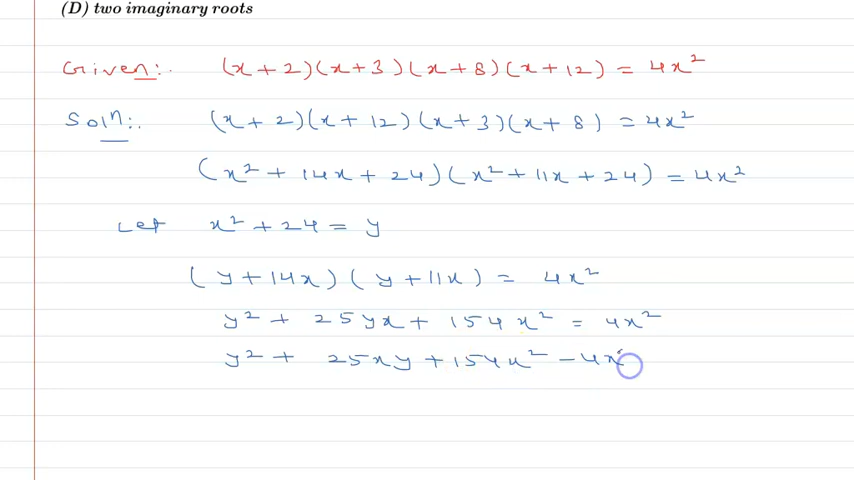 (D) two imaginary roots
Given:. (x + 2)(x + 3)(x + 8)(x + 12) = 4x²
Solⁿ:. (x + 2)(x + 12)(x + 3)(x + 8) = 4x²
(x² + 14x + 24)(x² + 11x + 24) = 4x²
Let x² + 24 = y
(y + 14x)(y + 11x) = 4x²
y² + 25yx + 154x² = 4x²
y² + 25xy + 154x² - 4x